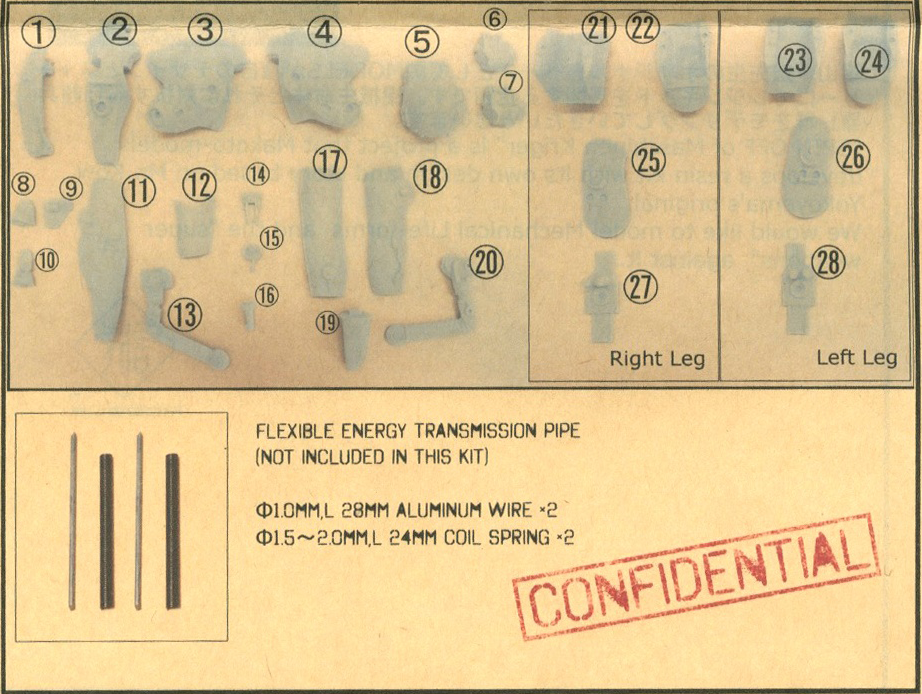 ① ② ③ ④ ⑤ ⑥ ㉑ ㉒
⑦ ㉓ ㉔
⑧ ⑨ ⑪ ⑫ ⑭ ⑰ ⑱ ㉕ ㉖
⑩ ⑮ ⑳
⑬ ⑯ ⑲ ㉗ ㉘
Right Leg
Left Leg
FLEXIBLE ENERGY TRANSMISSION PIPE
(NOT INCLUDED IN THIS KIT)
Φ1.0MM,L 28MM ALUMINUM WIRE ×2
Φ1.5~2.0MM,L 24MM COIL SPRING ×2
CONFIDENTIAL